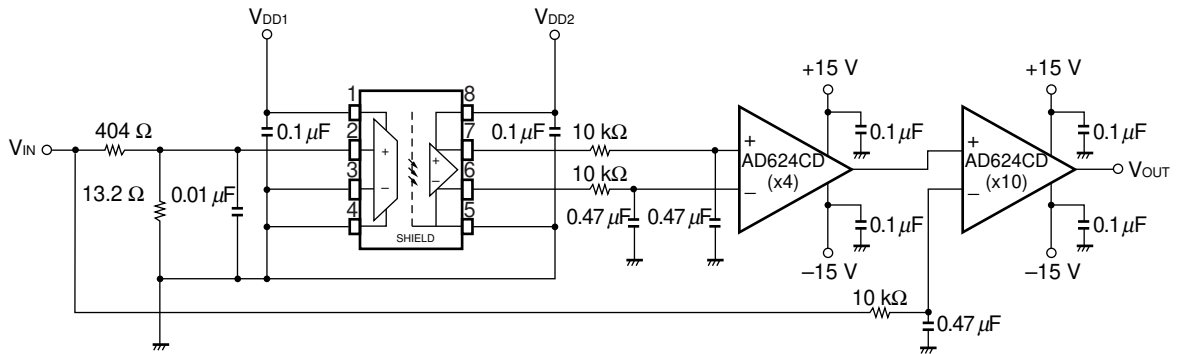 VDD1
VDD2
+15 V
+15 V
1
8
0.1 μF
0.1 μF
404 Ω
0.1 μF
2
7
0.1 μF
10 kΩ
+
AD624CD
(x4)
–
+
AD624CD
(x10)
–
VIN
+
–
+
–
3
6
10 kΩ
VOUT
13.2 Ω
0.01 μF
4
5
0.47 μF
0.47 μF
0.1 μF
0.1 μF
SHIELD
–15 V
–15 V
10 kΩ
0.47 μF